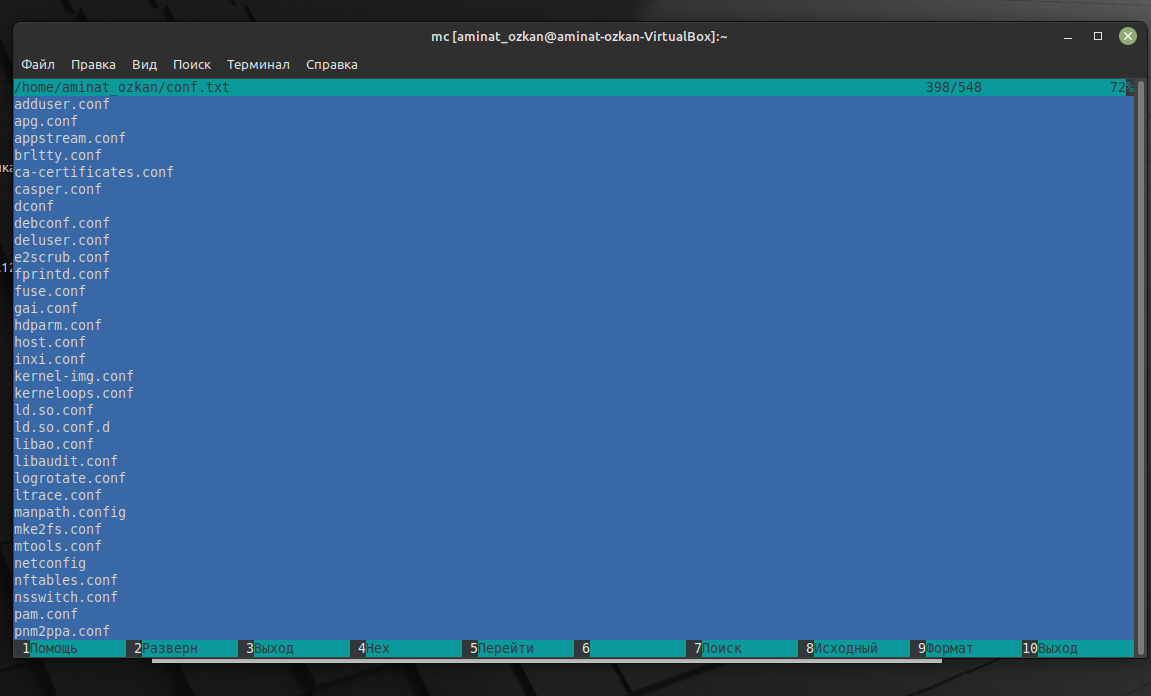 mc [aminat_ozkan@aminat-ozkan-VirtualBox]:~
Файл Правка Вид Поиск Терминал Справка
/home/aminat_ozkan/conf.txt 398/548 72%
adduser.conf
apg.conf
appstream.conf
brltty.conf
ca-certificates.conf
casper.conf
dconf
debconf.conf
deluser.conf
e2scrub.conf
fprintd.conf
fuse.conf
gai.conf
hdparm.conf
host.conf
inxi.conf
kernel-img.conf
kerneloops.conf
ld.so.conf
ld.so.conf.d
libao.conf
libaudit.conf
logrotate.conf
ltrace.conf
manpath.config
mke2fs.conf
mtools.conf
netconfig
nftables.conf
nsswitch.conf
pam.conf
pnm2ppa.conf
1Помощь 2Разверн 3Выход 4Hex 5Перейти 6 7Поиск 8Исходный 9Формат 10Выход